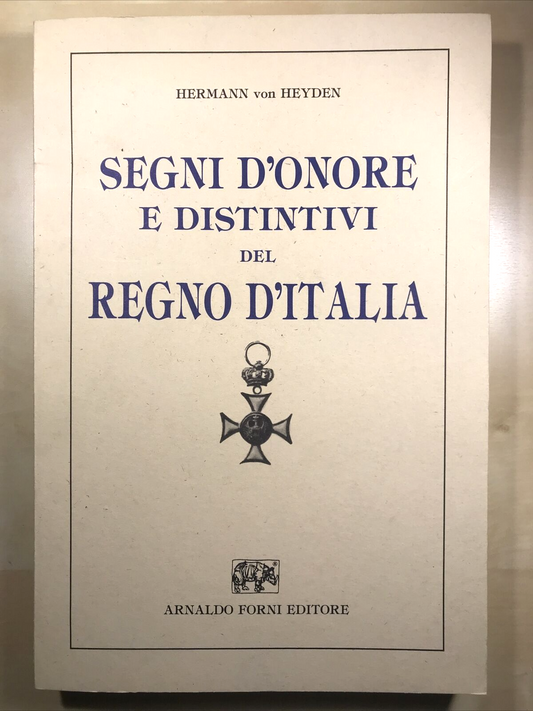 HERMANN von HEYDEN
SEGNI D'ONORE
E DISTINTIVI
DEL
REGNO D'ITALIA
ARNALDO FORNI EDITORE